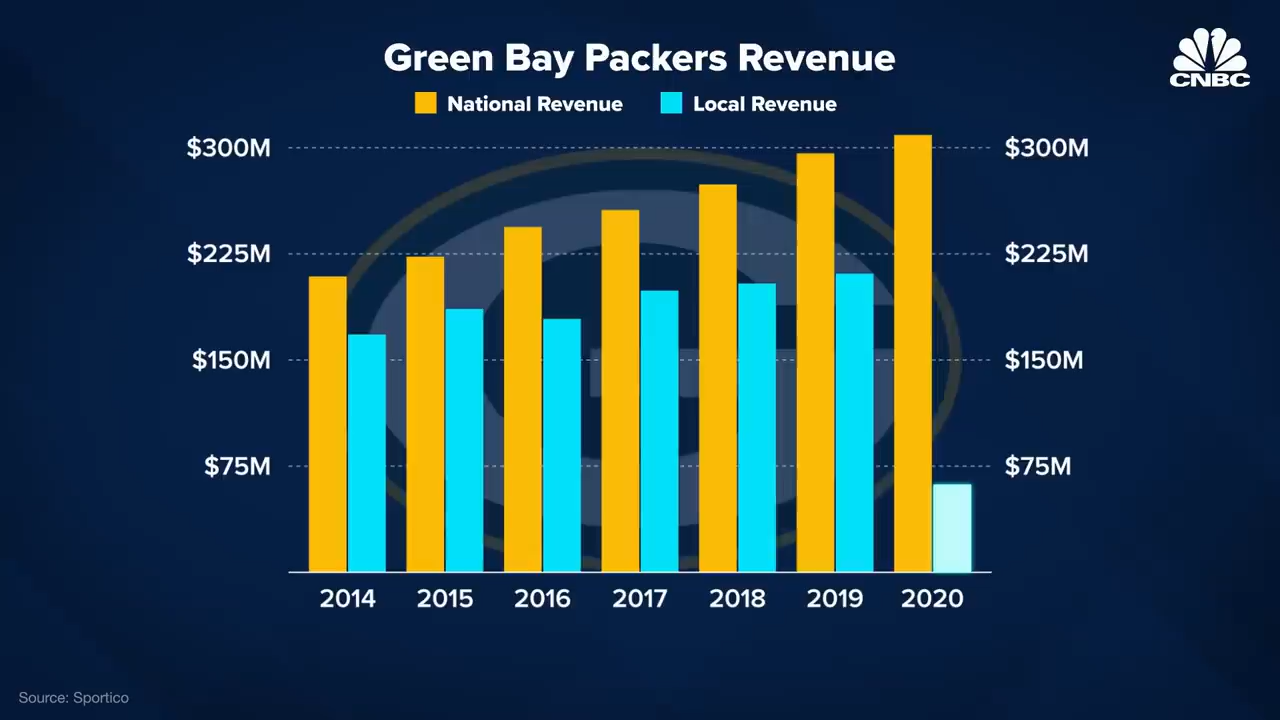 Green Bay Packers Revenue
CNBC
National Revenue Local Revenue
$300M $300M
$225M $225M
$150M $150M
$75M $75M
2014 2015 2016 2017 2018 2019 2020
Source: Sportico